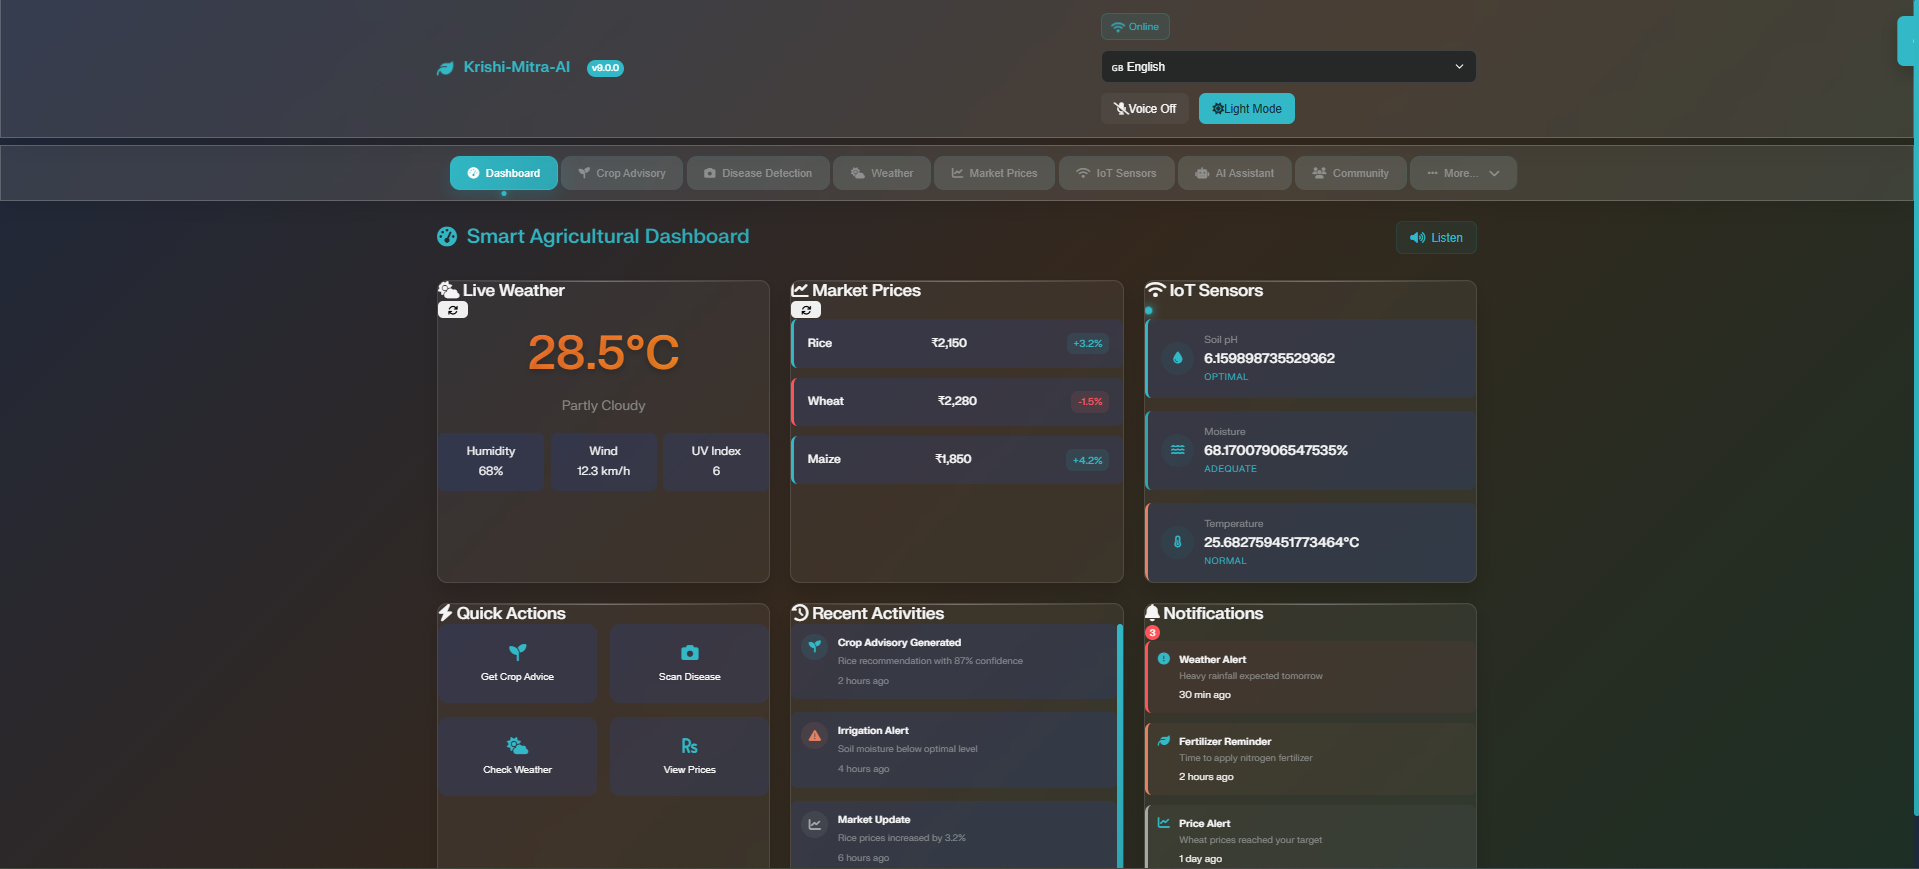 Online
Krishi-Mitra-AI v9.0.0
GB English
Voice Off Light Mode
Dashboard Crop Advisory Disease Detection Weather Market Prices IoT Sensors AI Assistant Community More...
Smart Agricultural Dashboard
Listen
Live Weather
28.5°C
Partly Cloudy
Humidity
68%
Wind
12.3 km/h
UV Index
6
Market Prices
Rice ₹2,150 +3.2%
Wheat ₹2,280 -1.5%
Maize ₹1,850 +4.2%
IoT Sensors
Soil pH
6.159898735529362
OPTIMAL
Moisture
68.17007906547535%
ADEQUATE
Temperature
25.682759451773464°C
NORMAL
Quick Actions
Get Crop Advice
Scan Disease
Check Weather
Rs
View Prices
Recent Activities
Crop Advisory Generated
Rice recommendation with 87% confidence
2 hours ago
Irrigation Alert
Soil moisture below optimal level
4 hours ago
Market Update
Rice prices increased by 3.2%
6 hours ago
Notifications
3
Weather Alert
Heavy rainfall expected tomorrow
30 min ago
Fertilizer Reminder
Time to apply nitrogen fertilizer
2 hours ago
Price Alert
Wheat prices reached your target
1 day ago